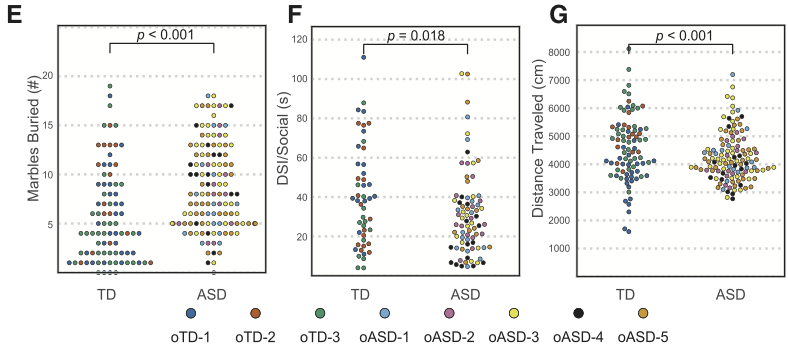 E
F
G
p < 0.001
p = 0.018
p < 0.001
Marbles Buried (#)
20
15
10
5
DSI/Social (s)
120
100
80
60
40
20
Distance Traveled (cm)
8000
7000
6000
5000
4000
3000
2000
1000
TD ASD TD ASD TD ASD
oTD-1 oTD-2 oTD-3 oASD-1 oASD-2 oASD-3 oASD-4 oASD-5